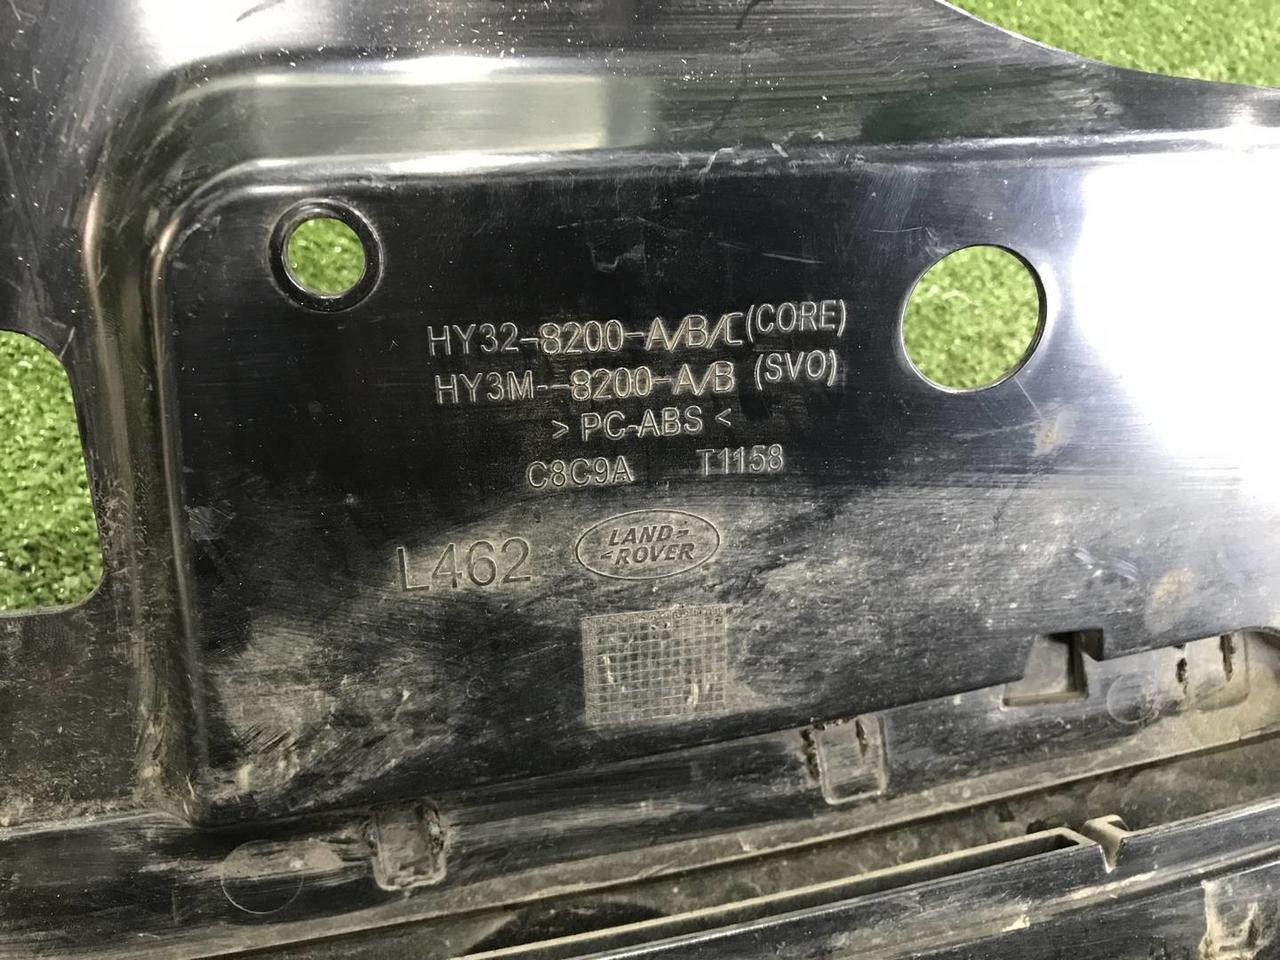 HY32-8200-A/B/C (CORE)
HY3M--8200-A/B (SVO)
> PC-ABS <
C8C9A T1158
L462
LAND-
-ROVER